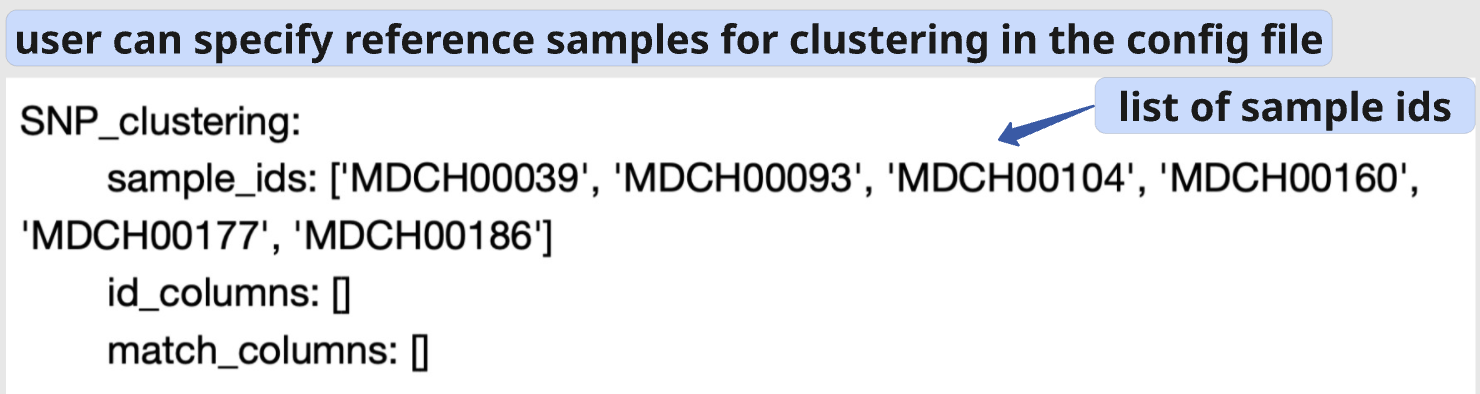 user can specify reference samples for clustering in the config file
list of sample ids
SNP_clustering:
sample_ids: ['MDCH00039', 'MDCH00093', 'MDCH00104', 'MDCH00160',
'MDCH00177', 'MDCH00186']
id_columns: []
match_columns: []